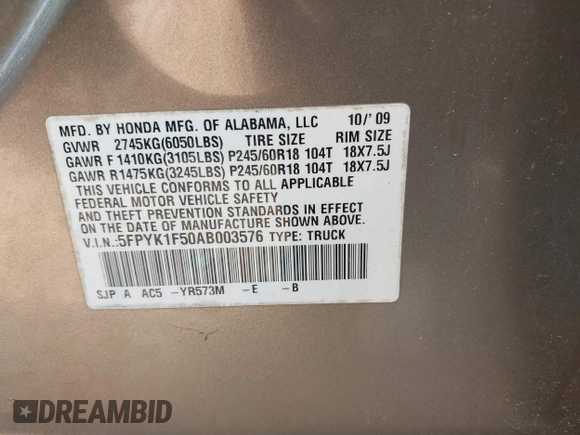 MFD. BY HONDA MFG. OF ALABAMA, LLC 10/'09
GVWR 2745KG(6050LBS) TIRE SIZE RIM SIZE
GAWR F1410KG(3105LBS) P245/60R18 104T 18X7.5J
GAWR R1475KG(3245LBS) P245/60R18 104T 18X7.5J
THIS VEHICLE CONFORMS TO ALL APPLICABLE
FEDERAL MOTOR VEHICLE SAFETY
AND THEFT PREVENTION STANDARDS IN EFFECT
ON THE DATE OF MANUFACTURE SHOWN ABOVE.
V.I.N.:5FPYK1F50AB003576 TYPE: TRUCK
SJP A AC5 -YR573M -E -B
DREAMBID